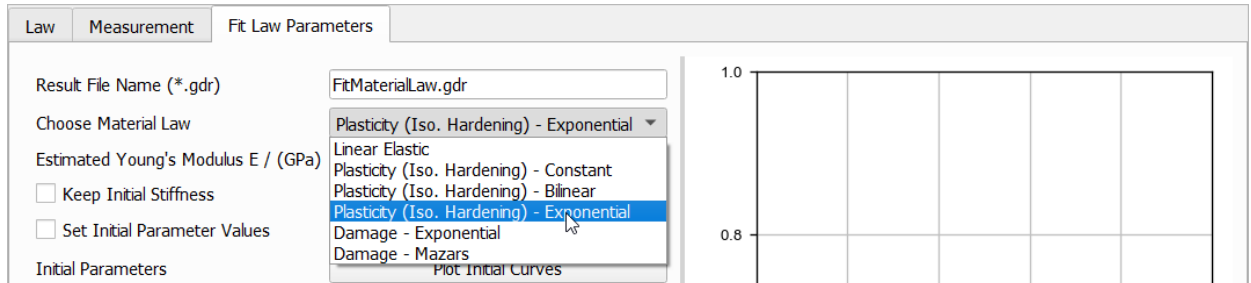 Law Measurement Fit Law Parameters
Result File Name (*.gdr) FitMaterialLaw.gdr
Choose Material Law Plasticity (Iso. Hardening) - Exponential
Estimated Young's Modulus E / (GPa)
Keep Initial Stiffness
Set Initial Parameter Values
Initial Parameters Plot Initial Curves
Linear Elastic
Plasticity (Iso. Hardening) - Constant
Plasticity (Iso. Hardening) - Bilinear
Plasticity (Iso. Hardening) - Exponential
Damage - Exponential
Damage - Mazars
1.0
0.8